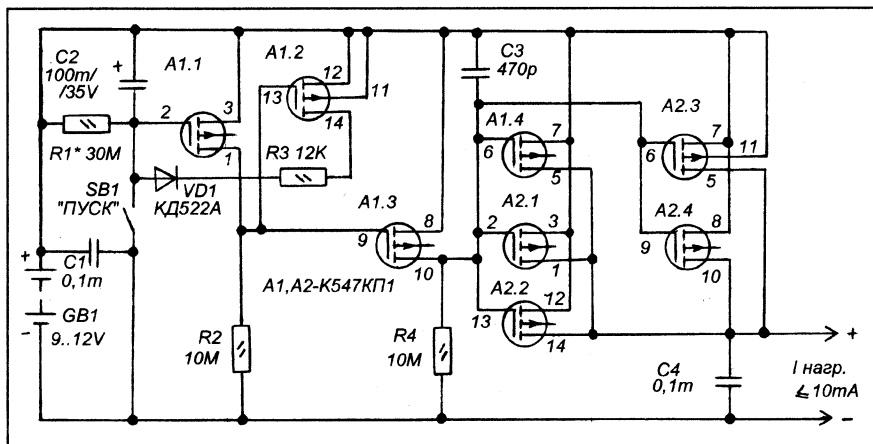 C2
100m/
/35V
+
A1.1
2
3
1
R1* 30M
SB1
"ПУСК"
VD1
КД522А
R3 12K
A1.2
13
12
11
14
+
C1
0,1m
GB1
9..12V
-
A1.3
9
8
10
A1,A2-К547КП1
R2
10M
R4
10M
C3
470p
A1.4
6
7
5
A2.1
2
3
1
A2.2
13
12
14
A2.3
6
7
11
5
A2.4
9
8
10
+
C4
0,1m
I нагр.
≤ 10mA
-